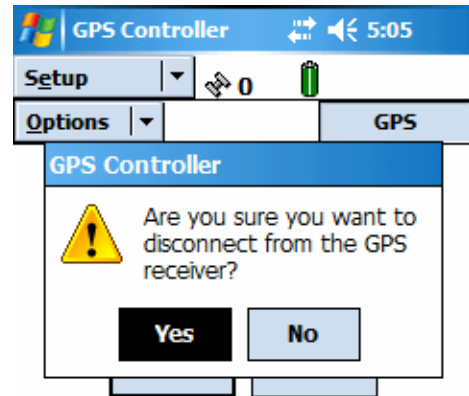 GPS Controller 5:05
Setup 0
Options GPS
GPS Controller
Are you sure you want to
disconnect from the GPS
receiver?
Yes No